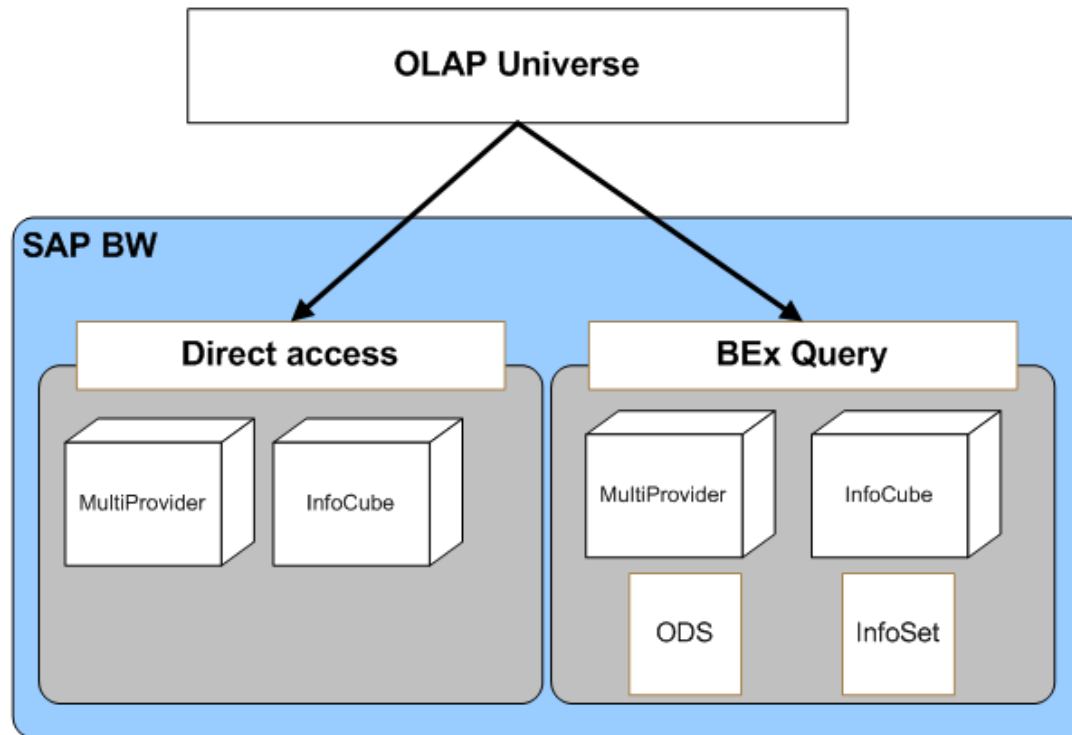 OLAP Universe
SAP BW
Direct access
BEx Query
MultiProvider
InfoCube
MultiProvider
InfoCube
ODS
InfoSet